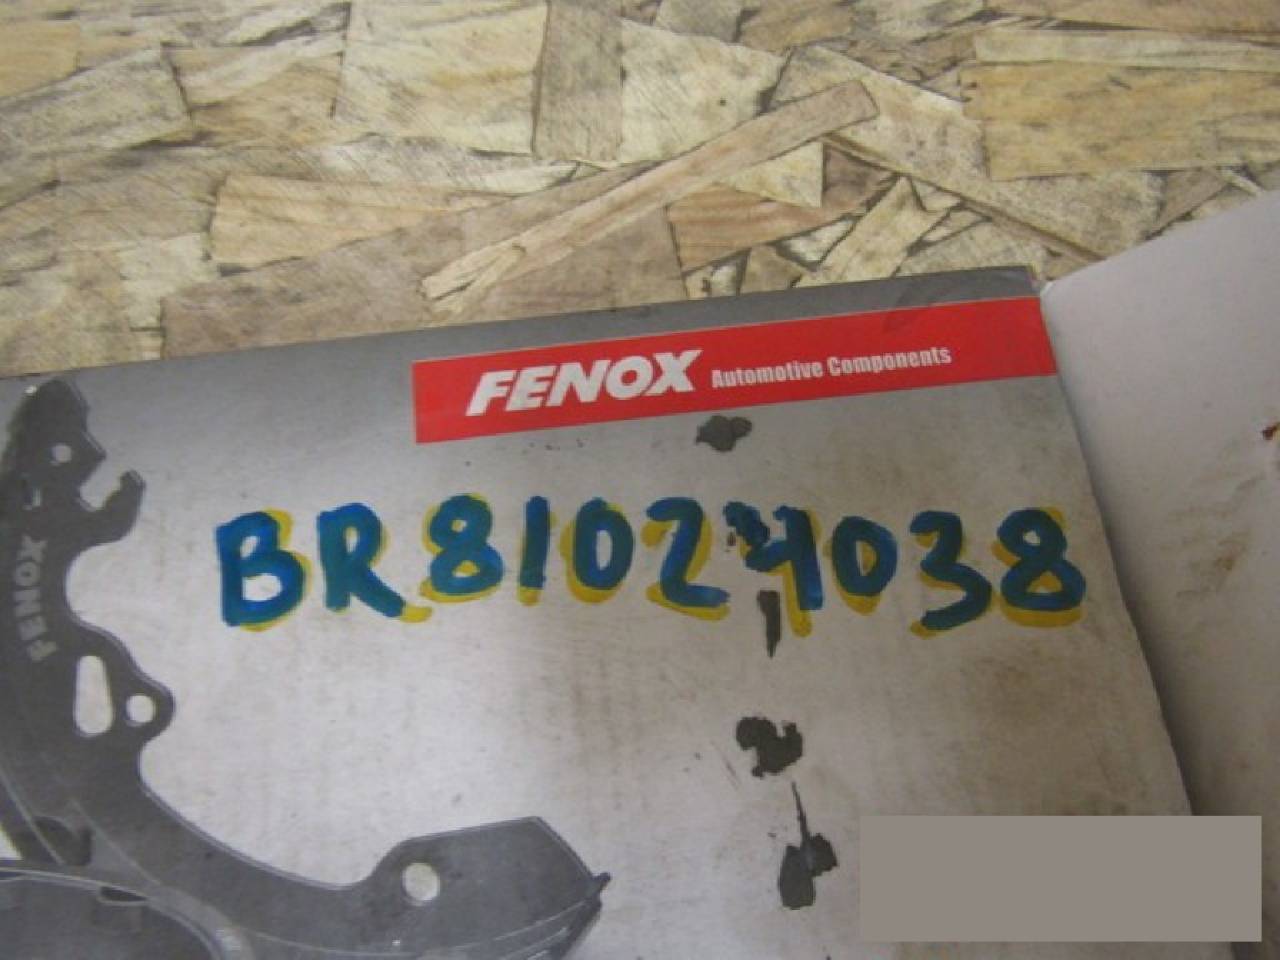 FENOX Automotive Components
BR81024038
FENOX